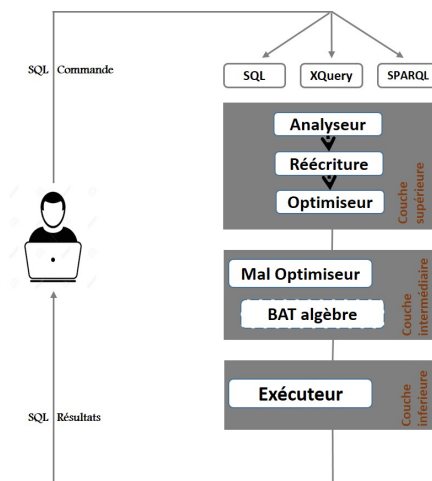 SQL Commande
SQL
XQuery
SPARQL
Analyseur
Réécriture
Optimiseur
Couche
supérieure
Mal Optimiseur
BAT algèbre
Couche
intermédiaire
Exécuteur
Couche
inferieure
SQL Résultats